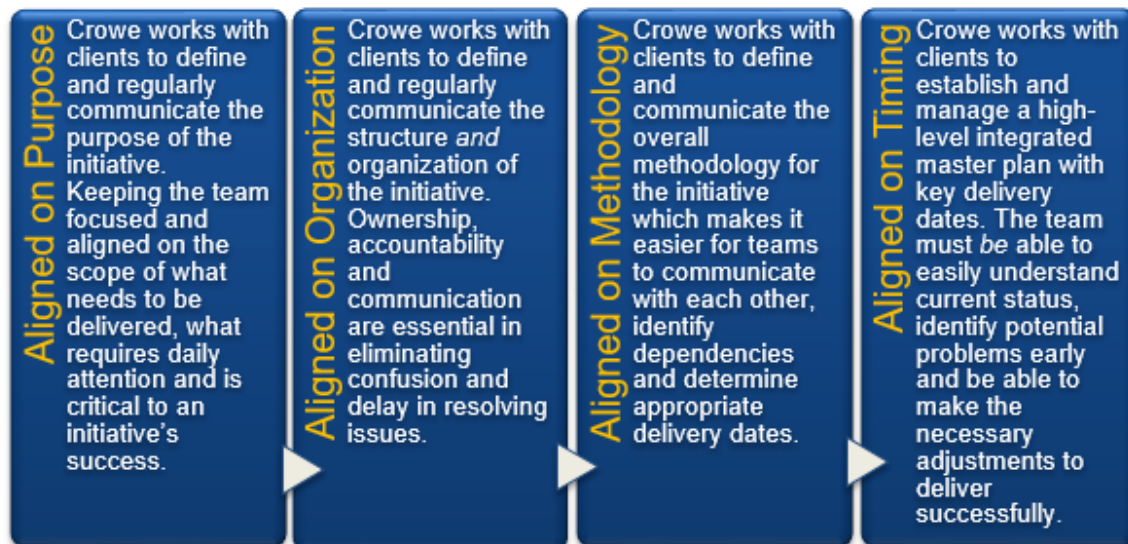 Aligned on Purpose
Crowe works with
clients to define
and regularly
communicate the
purpose of the
initiative.
Keeping the team
focused and
aligned on the
scope of what
needs to be
delivered, what
requires daily
attention and is
critical to an
initiative's
success.
Aligned on Organization
Crowe works with
clients to define
and regularly
communicate the
structure and
organization of
the initiative.
Ownership,
accountability
and
communication
are essential in
eliminating
confusion and
delay in resolving
issues.
Aligned on Methodology
Crowe works with
clients to define
and
communicate the
overall
methodology for
the initiative
which makes it
easier for teams
to communicate
with each other,
identify
dependencies
and determine
appropriate
delivery dates.
Aligned on Timing
Crowe works with
clients to
establish and
manage a high-
level integrated
master plan with
key delivery
dates. The team
must be able to
easily understand
current status,
identify potential
problems early
and be able to
make the
necessary
adjustments to
deliver
successfully.